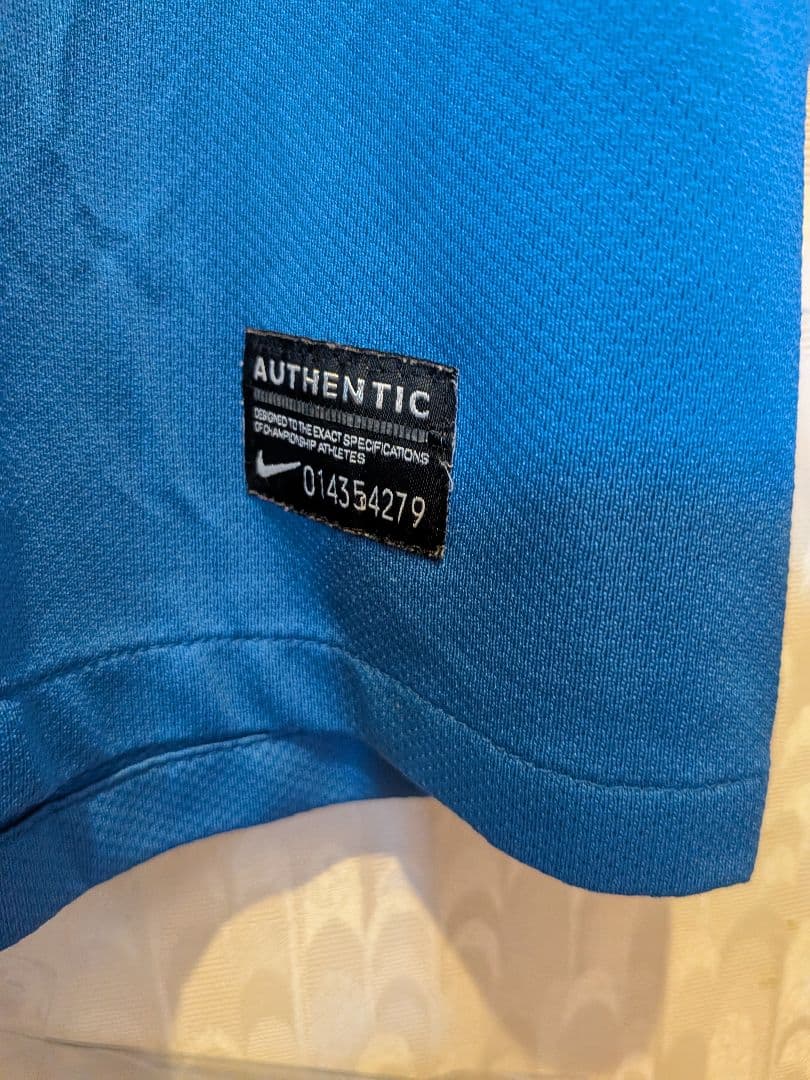 AUTHENTIC
DESIGNED TO THE EXACT SPECIFICATIONS
OF CHAMPIONSHIP ATHLETES
014354279